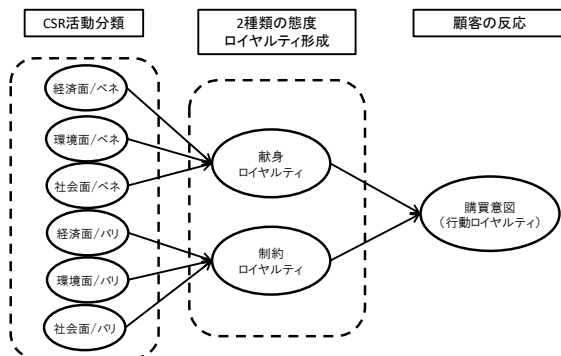 CSR活動分類
2種類の態度
ロイヤルティ形成
顧客の反応
経済面/ベネ
環境面/ベネ
社会面/ベネ
経済面/バリ
環境面/バリ
社会面/バリ
献身
ロイヤルティ
制約
ロイヤルティ
購買意図
(行動ロイヤルティ)